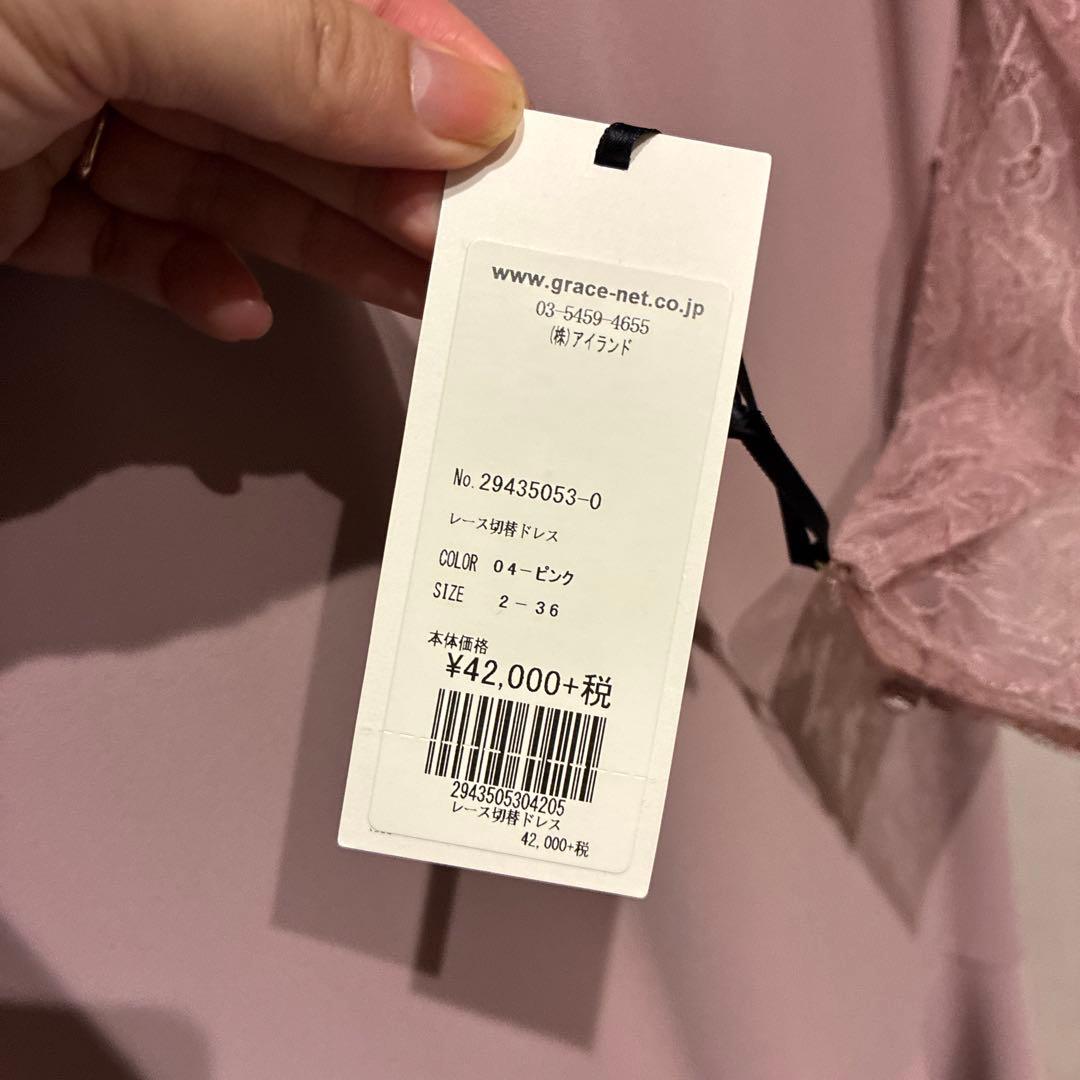 www.grace-net.co.jp
03-5459-4655
(株)アイランド
No. 29435053-0
レース切替ドレス
COLOR 04-ピンク
SIZE 2-36
本体価格
¥42,000+税
2943505304205
レース切替ドレス
42,000+税